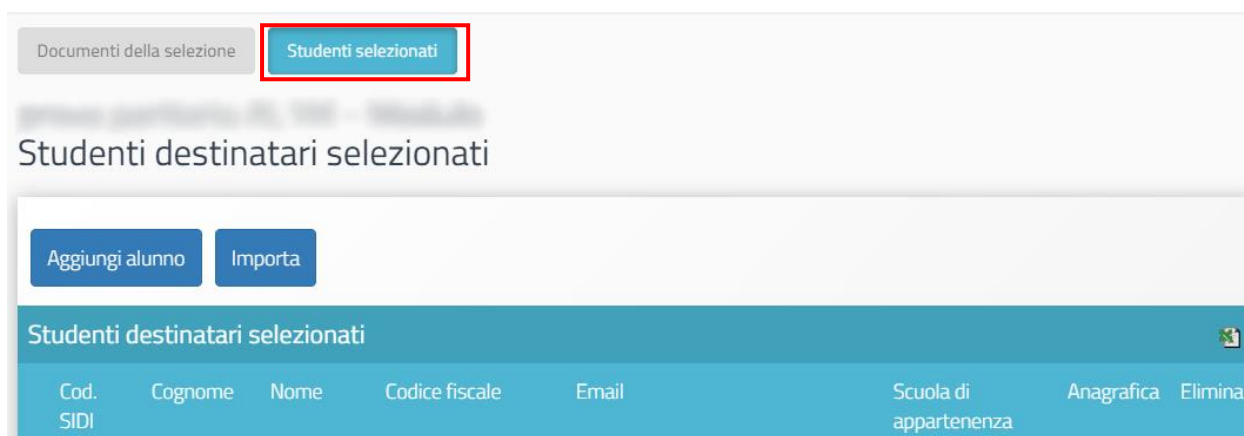 Documenti della selezione Studenti selezionati
Studenti destinatari selezionati
Aggiungi alunno Importa
Studenti destinatari selezionati
Cod. SIDI Cognome Nome Codice fiscale Email Scuola di appartenenza Anagrafica Elimina